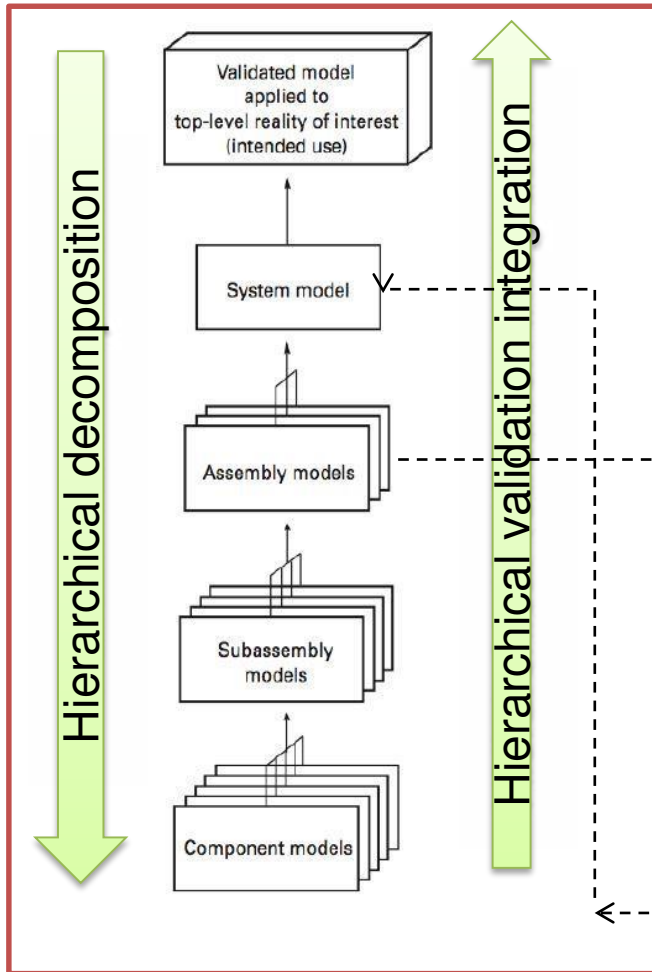 Hierarchical decomposition
Validated model
applied to
top-level reality of interest
(intended use)
System model
Assembly models
Subassembly
models
Component models
Hierarchical validation integration